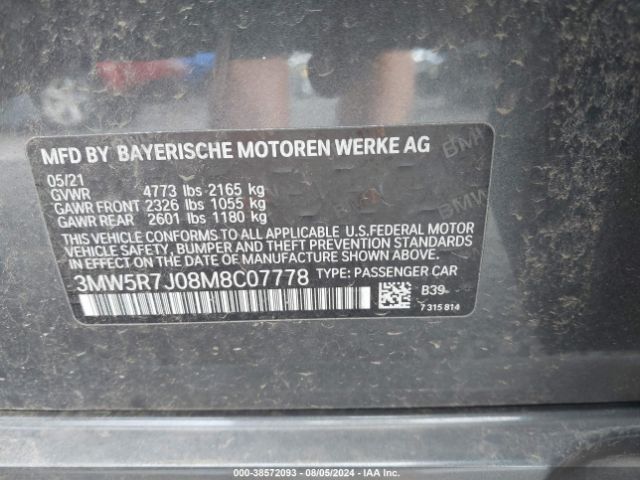 MFD BY BAYERISCHE MOTOREN WERKE AG
05/21
GVWR 4773 lbs 2165 kg
GAWR FRONT 2326 lbs 1055 kg
GAWR REAR 2601 lbs 1180 kg
THIS VEHICLE CONFORMS TO ALL APPLICABLE U.S.FEDERAL MOTOR
VEHICLE SAFETY, BUMPER AND THEFT PREVENTION STANDARDS
IN EFFECT ON THE DATE OF MANUFACTURE SHOWN ABOVE.
3MW5R7J08M8C07778 TYPE: PASSENGER CAR
B39-
7 315 814
BMW
BMW
000-38572093 - 08/05/2024 - IAA Inc.